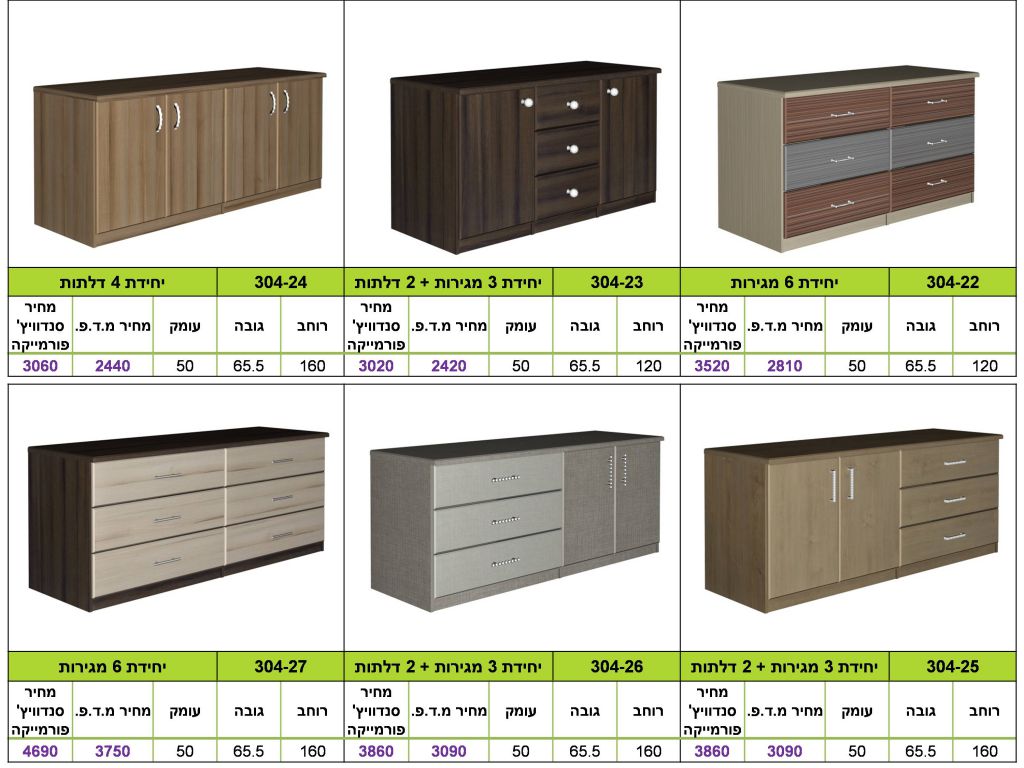 304-22 יחידת 6 מגירות
רוחב גובה עומק מחיר מ.ד.פ. מחיר סנדוויץ' פורמייקה
120 65.5 50 2810 3520
304-23 יחידת 3 מגירות + 2 דלתות
רוחב גובה עומק מחיר מ.ד.פ. מחיר סנדוויץ' פורמייקה
120 65.5 50 2420 3020
304-24 יחידת 4 דלתות
רוחב גובה עומק מחיר מ.ד.פ. מחיר סנדוויץ' פורמייקה
160 65.5 50 2440 3060
304-25 יחידת 3 מגירות + 2 דלתות
רוחב גובה עומק מחיר מ.ד.פ. מחיר סנדוויץ' פורמייקה
160 65.5 50 3090 3860
304-26 יחידת 3 מגירות + 2 דלתות
רוחב גובה עומק מחיר מ.ד.פ. מחיר סנדוויץ' פורמייקה
160 65.5 50 3090 3860
304-27 יחידת 6 מגירות
רוחב גובה עומק מחיר מ.ד.פ. מחיר סנדוויץ' פורמייקה
160 65.5 50 3750 4690